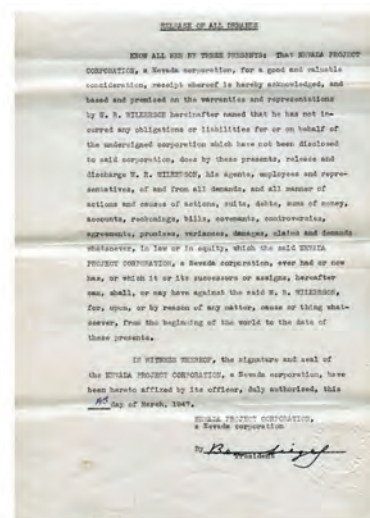 RELEASE OF ALL DEMANDS
KNOW ALL MEN BY THESE PRESENTS: That NEVADA PROJECT
CORPORATION, a Nevada corporation, for a good and valuable
consideration, receipt whereof is hereby acknowledged, and
based and premised on the warranties and representations
by W. R. WILKERSON hereinafter named that he has not in-
curred any obligations or liabilities for or on behalf of
the undersigned corporation which have not been disclosed
to said corporation, does by these presents, release and
discharge W. R. WILKERSON, his agents, employees and repre-
sentatives, of and from all demands, and all manner of
actions and causes of actions, suits, debts, sums of money,
accounts, reckonings, bills, covenants, controversies,
agreements, promises, variances, damages, claims and demands
whatsoever, in law or in equity, which the said NEVADA
PROJECT CORPORATION, a Nevada corporation, ever had or now
has, or which it or its successors or assigns, hereafter
can, shall, or may have against the said W. R. WILKERSON,
for, upon, or by reason of any matter, cause or thing what-
soever, from the beginning of the world to the date of
these presents.
IN WITNESS WHEREOF, the signature and seal of
the NEVADA PROJECT CORPORATION, a Nevada corporation, have
been hereto affixed by its officer, duly authorized, this
day of March, 1947.
NEVADA PROJECT CORPORATION,
a Nevada corporation
By Ben Siegel
President